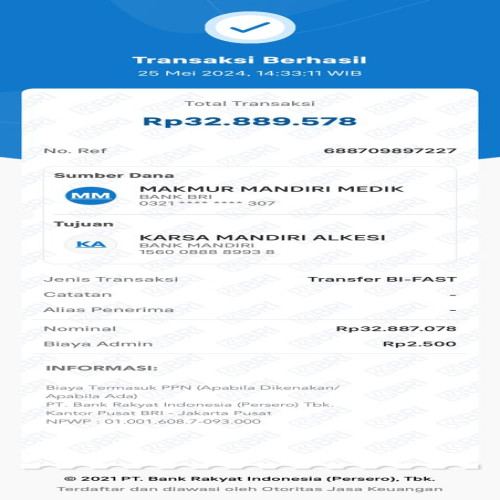 Transaksi Berhasil
25 Mei 2024, 14:33:11 WIB
Total Transaksi
Rp32.889.578
No. Ref 688709897227
Sumber Dana
MM MAKMUR MANDIRI MEDIK
BANK BRI
0321 **** **** 307
Tujuan
KA KARSA MANDIRI ALKESI
BANK MANDIRI
1560 0888 8993 8
Jenis Transaksi Transfer BI-FAST
Catatan -
Alias Penerima -
Nominal Rp32.887.078
Biaya Admin Rp2.500
INFORMASI:
Biaya Termasuk PPN (Apabila Dikenakan/
Apabila Ada)
PT. Bank Rakyat Indonesia (Persero) Tbk.
Kantor Pusat BRI - Jakarta Pusat
NPWP : 01.001.608.7-093.000
© 2021 PT. Bank Rakyat Indonesia (Persero), Tbk.
Terdaftar dan diawasi oleh Otoritas Jasa Keuangan